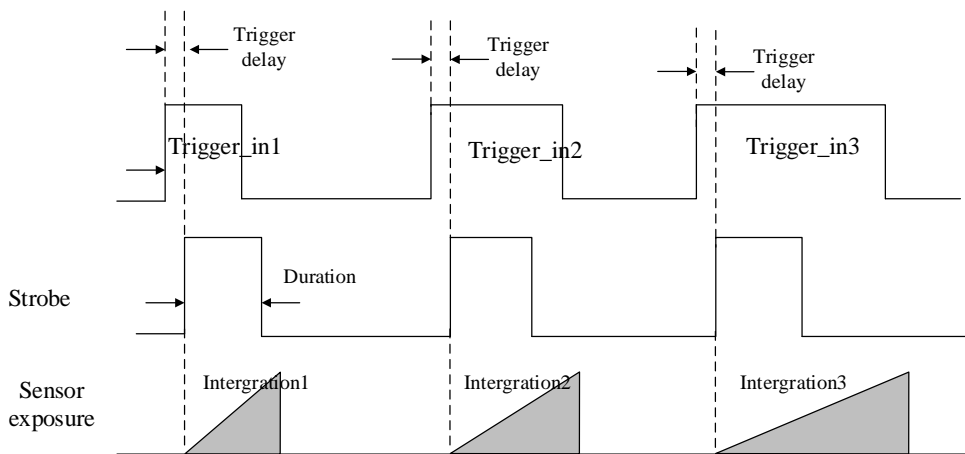 Trigger
delay
Trigger
delay
Trigger
delay
Trigger_in1
Trigger_in2
Trigger_in3
Strobe
Duration
Sensor
exposure
Intergration1
Intergration2
Intergration3